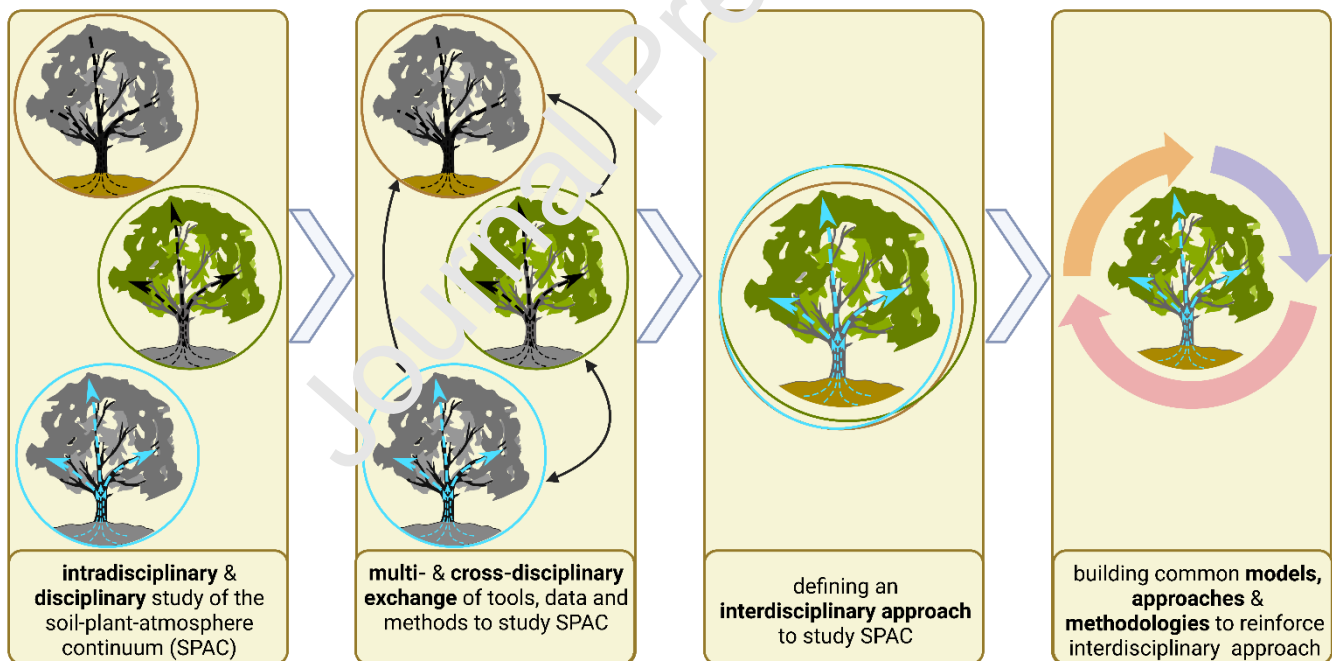 Journal Pre
intradisciplinary &
disciplinary study of the
soil-plant-atmosphere
continuum (SPAC)
multi- & cross-disciplinary
exchange of tools, data and
methods to study SPAC
defining an
interdisciplinary approach
to study SPAC
building common models,
approaches &
methodologies to reinforce
interdisciplinary approach